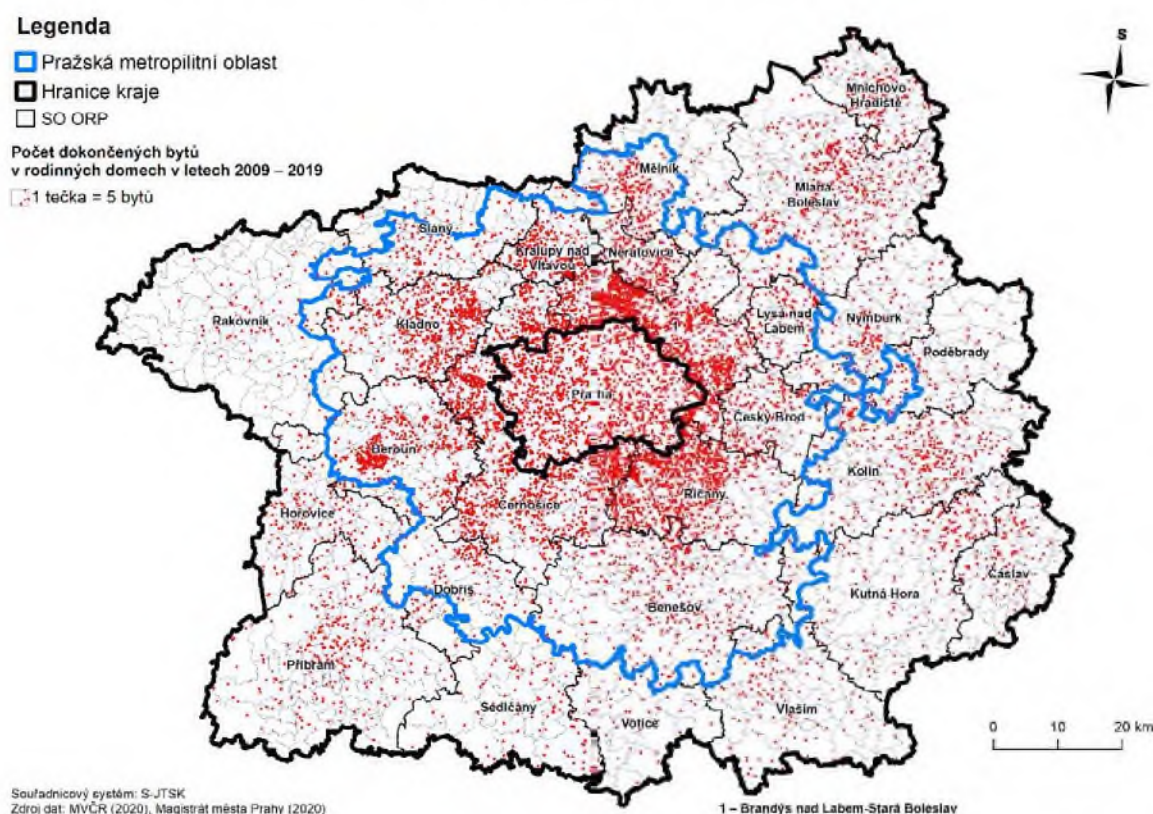 Legenda
Pražská metropilitní oblast
Hranice kraje
SO ORP
Počet dokončených bytů
v rodinných domech v letech 2009 – 2019
1 tečka = 5 bytů
S
Mnichovo
Hradiště
Mělník
Mladá
Boleslav
Slaný
Kralupy nad
Vltavou
Neratovice
Rakovník
Kladno
1
Lysá nad
Labem
Nymburk
Poděbrady
Praha
Český Brod
Beroun
Kolín
Říčany
Černošice
Hořovice
Čáslav
Kutná Hora
Dobříš
Benešov
Příbram
Sedlčany
Votice
Vlašim
0 10 20 km
Souřadnicový systém: S-JTSK
Zdroj dat: MVČR (2020), Magistrát města Prahy (2020)
1 – Brandýs nad Labem-Stará Boleslav